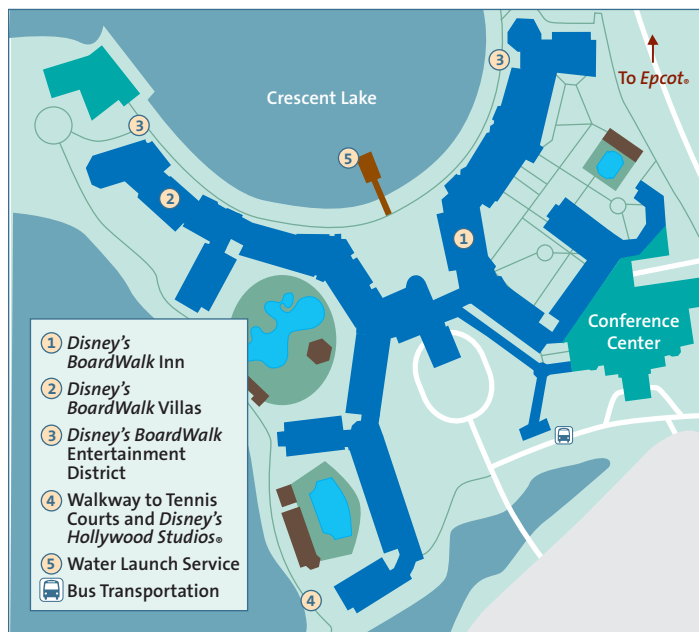 3
To Epcot®
Crescent Lake
5
3
2
1
Conference
Center
1 Disney's
BoardWalk Inn
2 Disney's
BoardWalk Villas
3 Disney's BoardWalk
Entertainment
District
4 Walkway to Tennis
Courts and Disney's
Hollywood Studios®
5 Water Launch Service
Bus Transportation
4